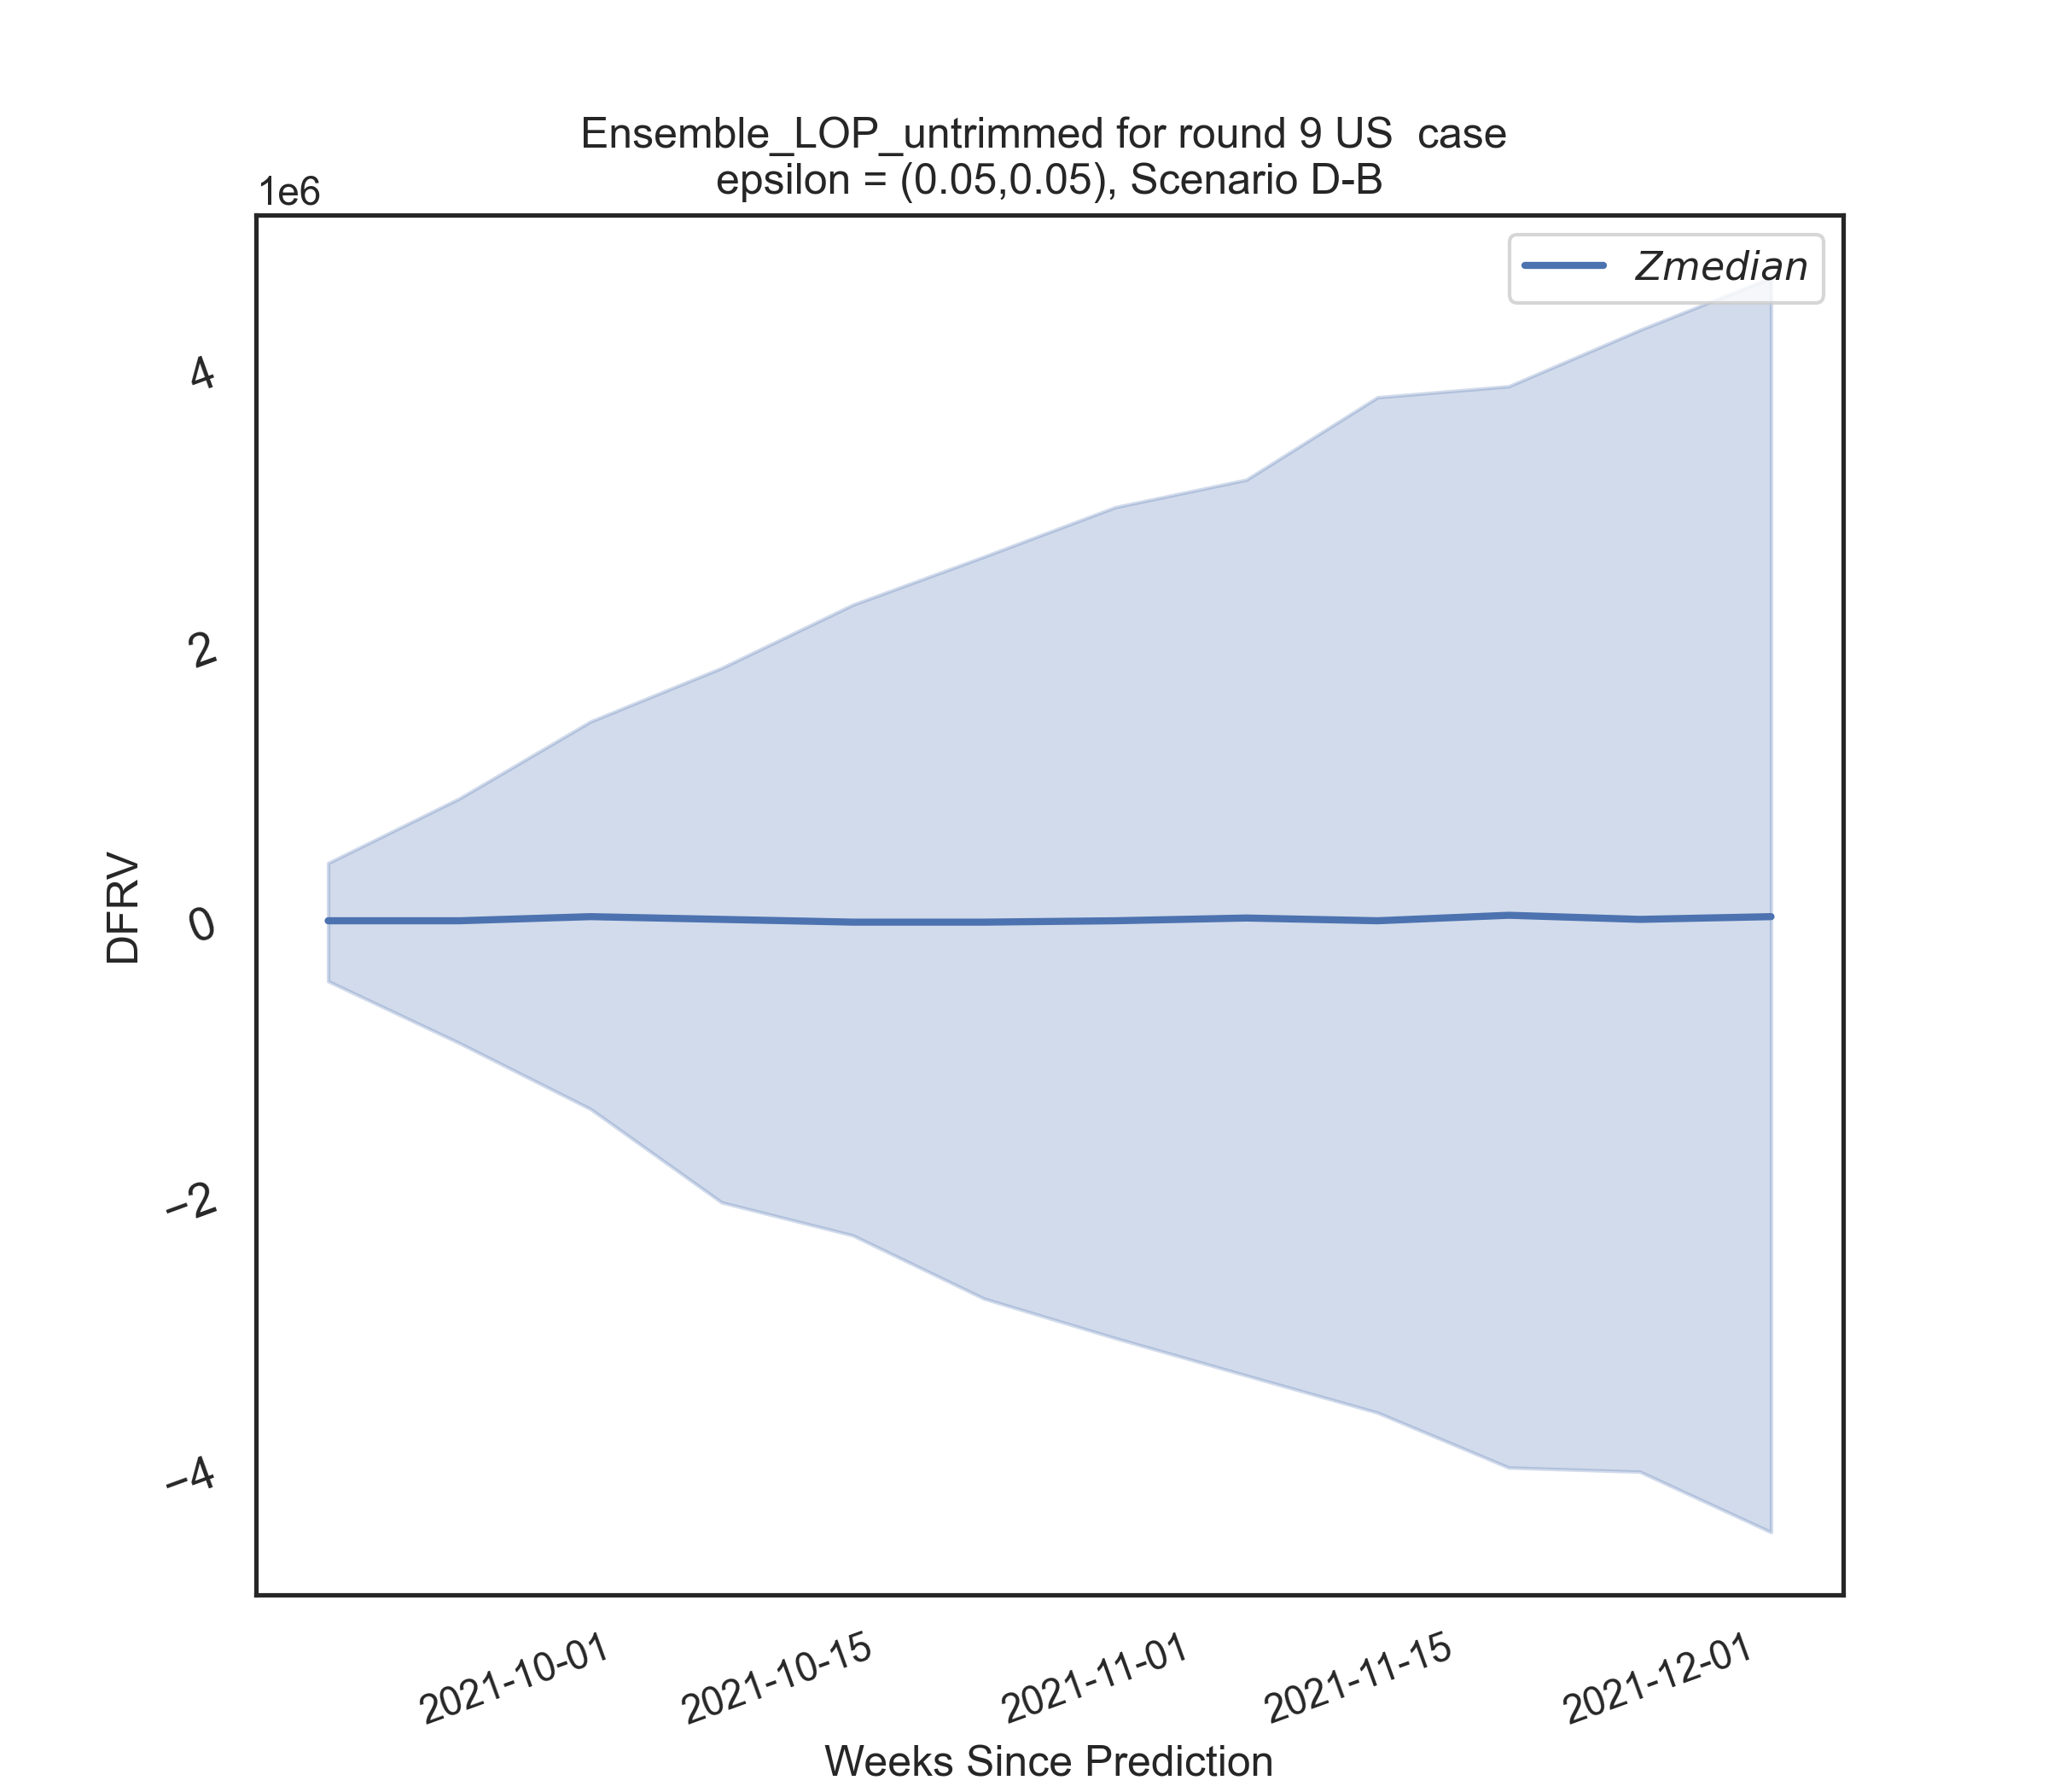 Ensemble_LOP_untrimmed for round 9 US  case
epsilon = (0.05,0.05), Scenario D-B
1e6
Zmedian
4
2
0
−2
−4
DFRV
2021-10-01
2021-10-15
2021-11-01
2021-11-15
2021-12-01
Weeks Since Prediction